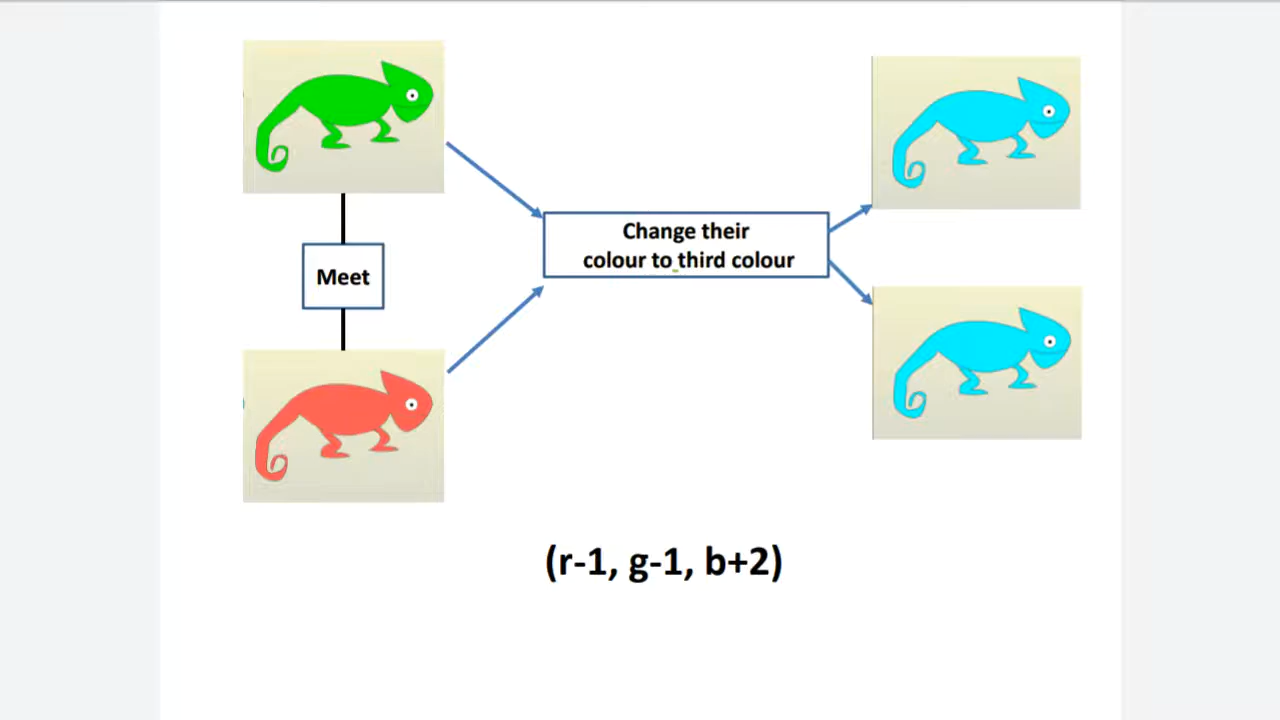 Meet
Change their
colour to third colour
(r-1, g-1, b+2)